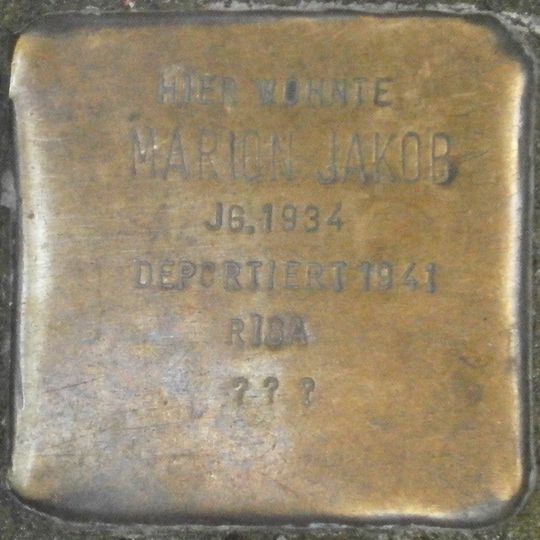 HIER WOHNTE
MARION JAKOB
JG. 1934
DEPORTIERT 1941
RIGA
? ? ?